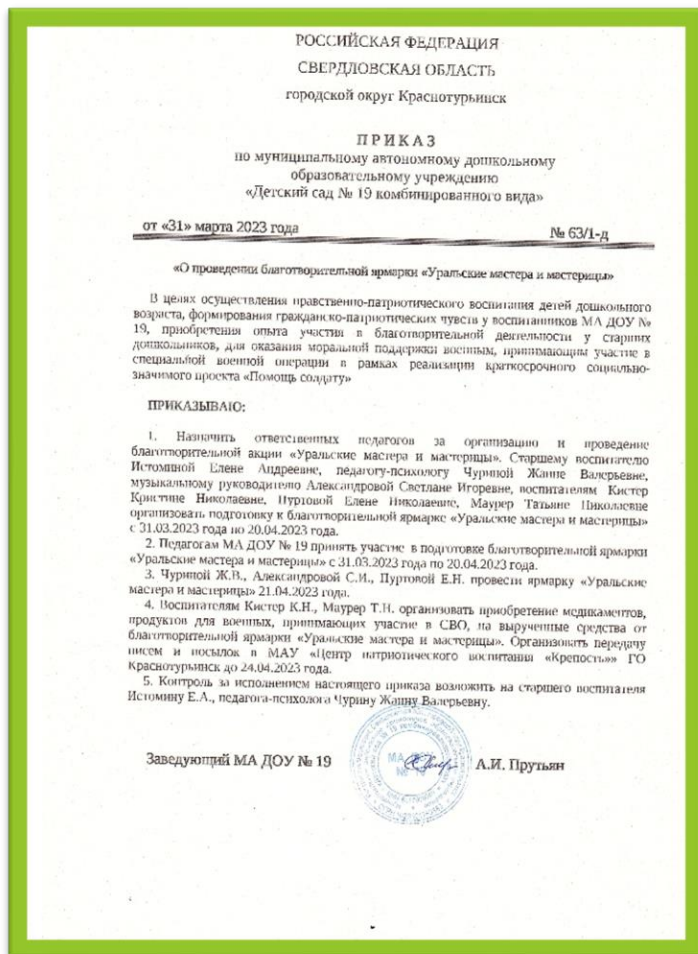 РОССИЙСКАЯ ФЕДЕРАЦИЯ
СВЕРДЛОВСКАЯ ОБЛАСТЬ
городской округ Краснотурьинск
П Р И К А З
по муниципальному автономному дошкольному
образовательному учреждению
«Детский сад № 19 комбинированного вида»
от «31» марта 2023 года № 63/1-д
«О проведении благотворительной ярмарки «Уральские мастера и мастерицы»
В целях осуществления нравственно-патриотического воспитания детей дошкольного
возраста, формирования гражданско-патриотических чувств у воспитанников МА ДОУ №
19, приобретения опыта участия в благотворительной деятельности у старших
дошкольников, для оказания моральной поддержки военным, принимающим участие в
специальной военной операции в рамках реализации краткосрочного социально-
значимого проекта «Помощь солдату»
ПРИКАЗЫВАЮ:
1. Назначить ответственных педагогов за организацию и проведение
благотворительной акции «Уральские мастера и мастерицы». Старшему воспитателю
Истоминой Елене Андреевне, педагогу-психологу Чуриной Жанне Валерьевне,
музыкальному руководителю Александровой Светлане Игоревне, воспитателям Кистер
Кристине Николаевне, Пуртовой Елене Николаевне, Маурер Татьяне Николаевне
организовать подготовку к благотворительной ярмарке «Уральские мастера и мастерицы»
с 31.03.2023 года по 20.04.2023 года.
2. Педагогам МА ДОУ № 19 принять участие в подготовке благотворительной ярмарки
«Уральские мастера и мастерицы» с 31.03.2023 года по 20.04.2023 года.
3. Чуриной Ж.В., Александровой С.И., Пуртовой Е.Н. провести ярмарку «Уральские
мастера и мастерицы» 21.04.2023 года.
4. Воспитателям Кистер К.Н., Маурер Т.Н. организовать приобретение медикаментов,
продуктов для военных, принимающих участие в СВО, на вырученные средства от
благотворительной ярмарки «Уральские мастера и мастерицы». Организовать передачу
писем и посылок в МАУ «Центр патриотического воспитания «Крепость»» ГО
Краснотурьинск до 24.04.2023 года.
5. Контроль за исполнением настоящего приказа возложить на старшего воспитателя
Истомину Е.А., педагога-психолога Чурину Жанну Валерьевну.
Заведующий МА ДОУ № 19 А.И. Прутьян
МА ДОУ
№ 19